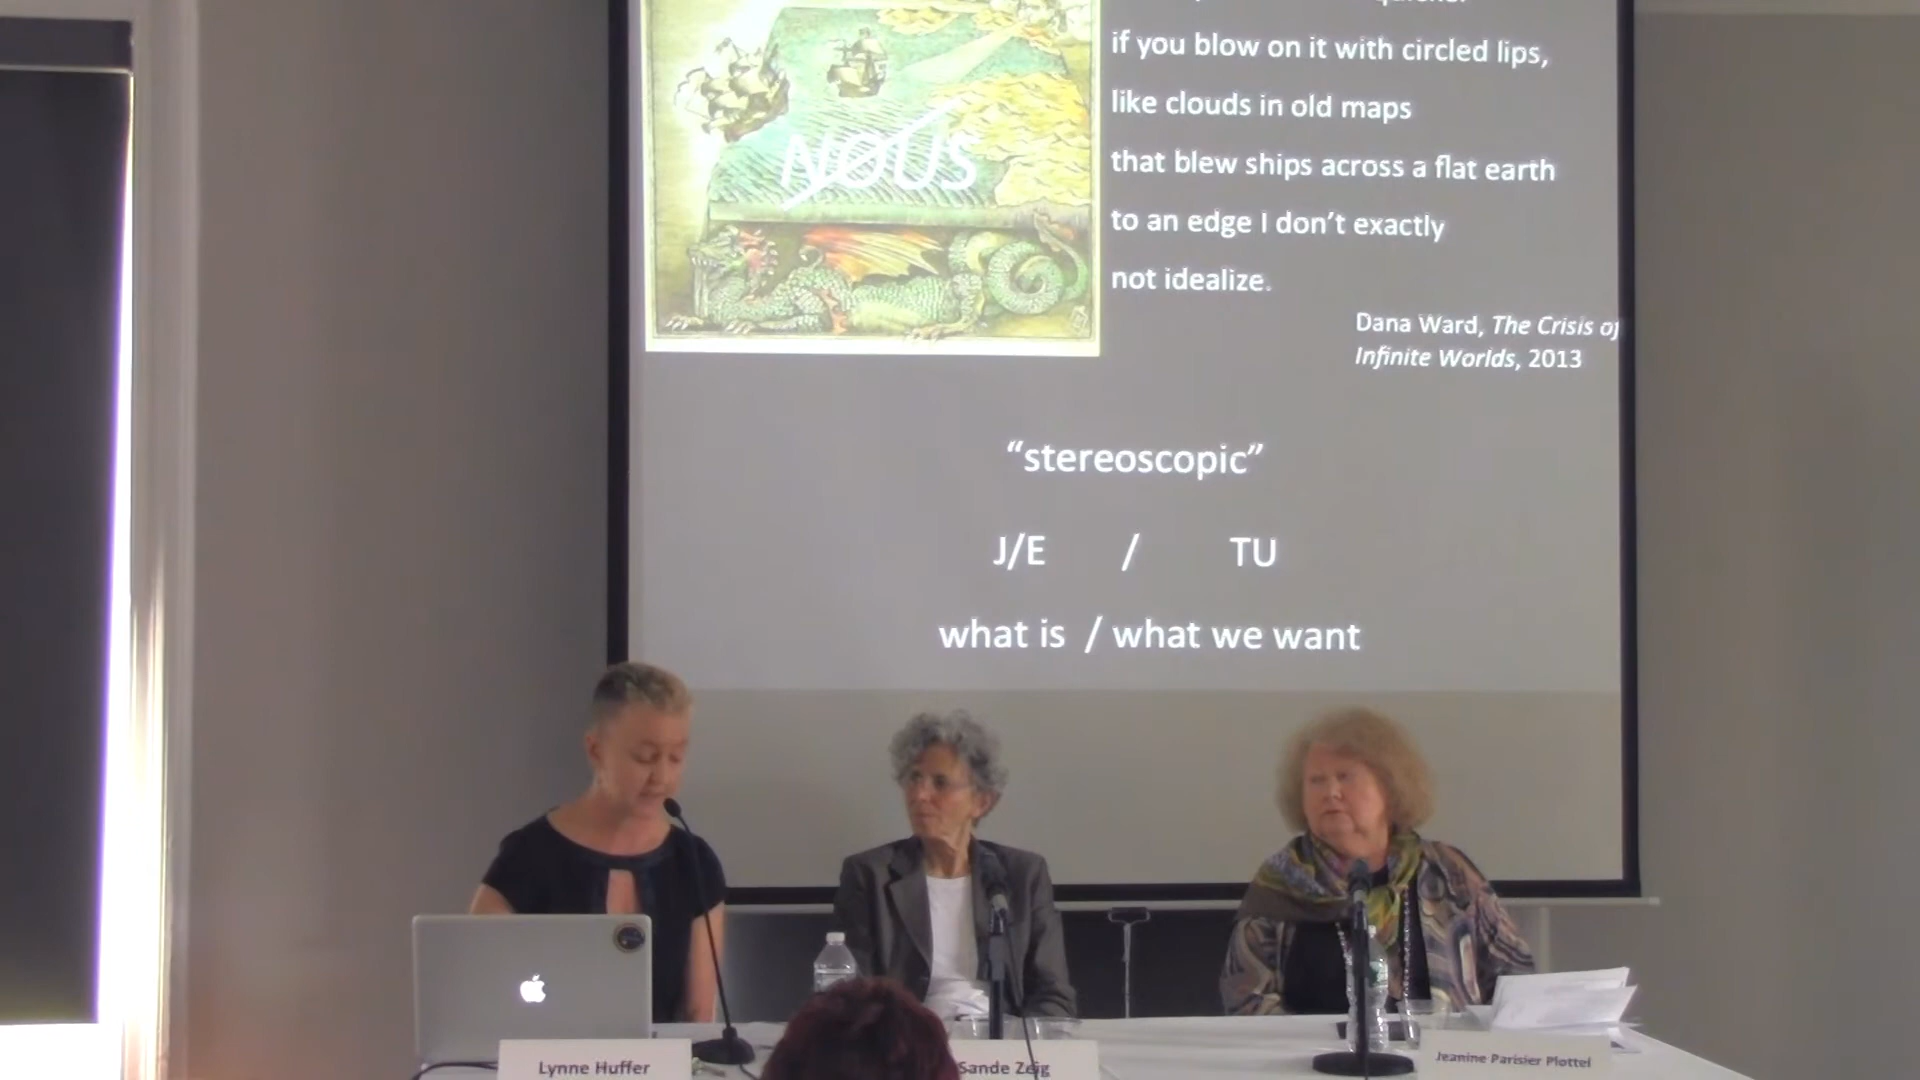 if you blow on it with circled lips,
like clouds in old maps
that blew ships across a flat earth
to an edge I don't exactly
not idealize.
NOUS
Dana Ward, The Crisis of
Infinite Worlds, 2013
“stereoscopic”
J/E / TU
what is / what we want
Lynne Huffer
Sande Zeig
Jeanine Parisier Plottel